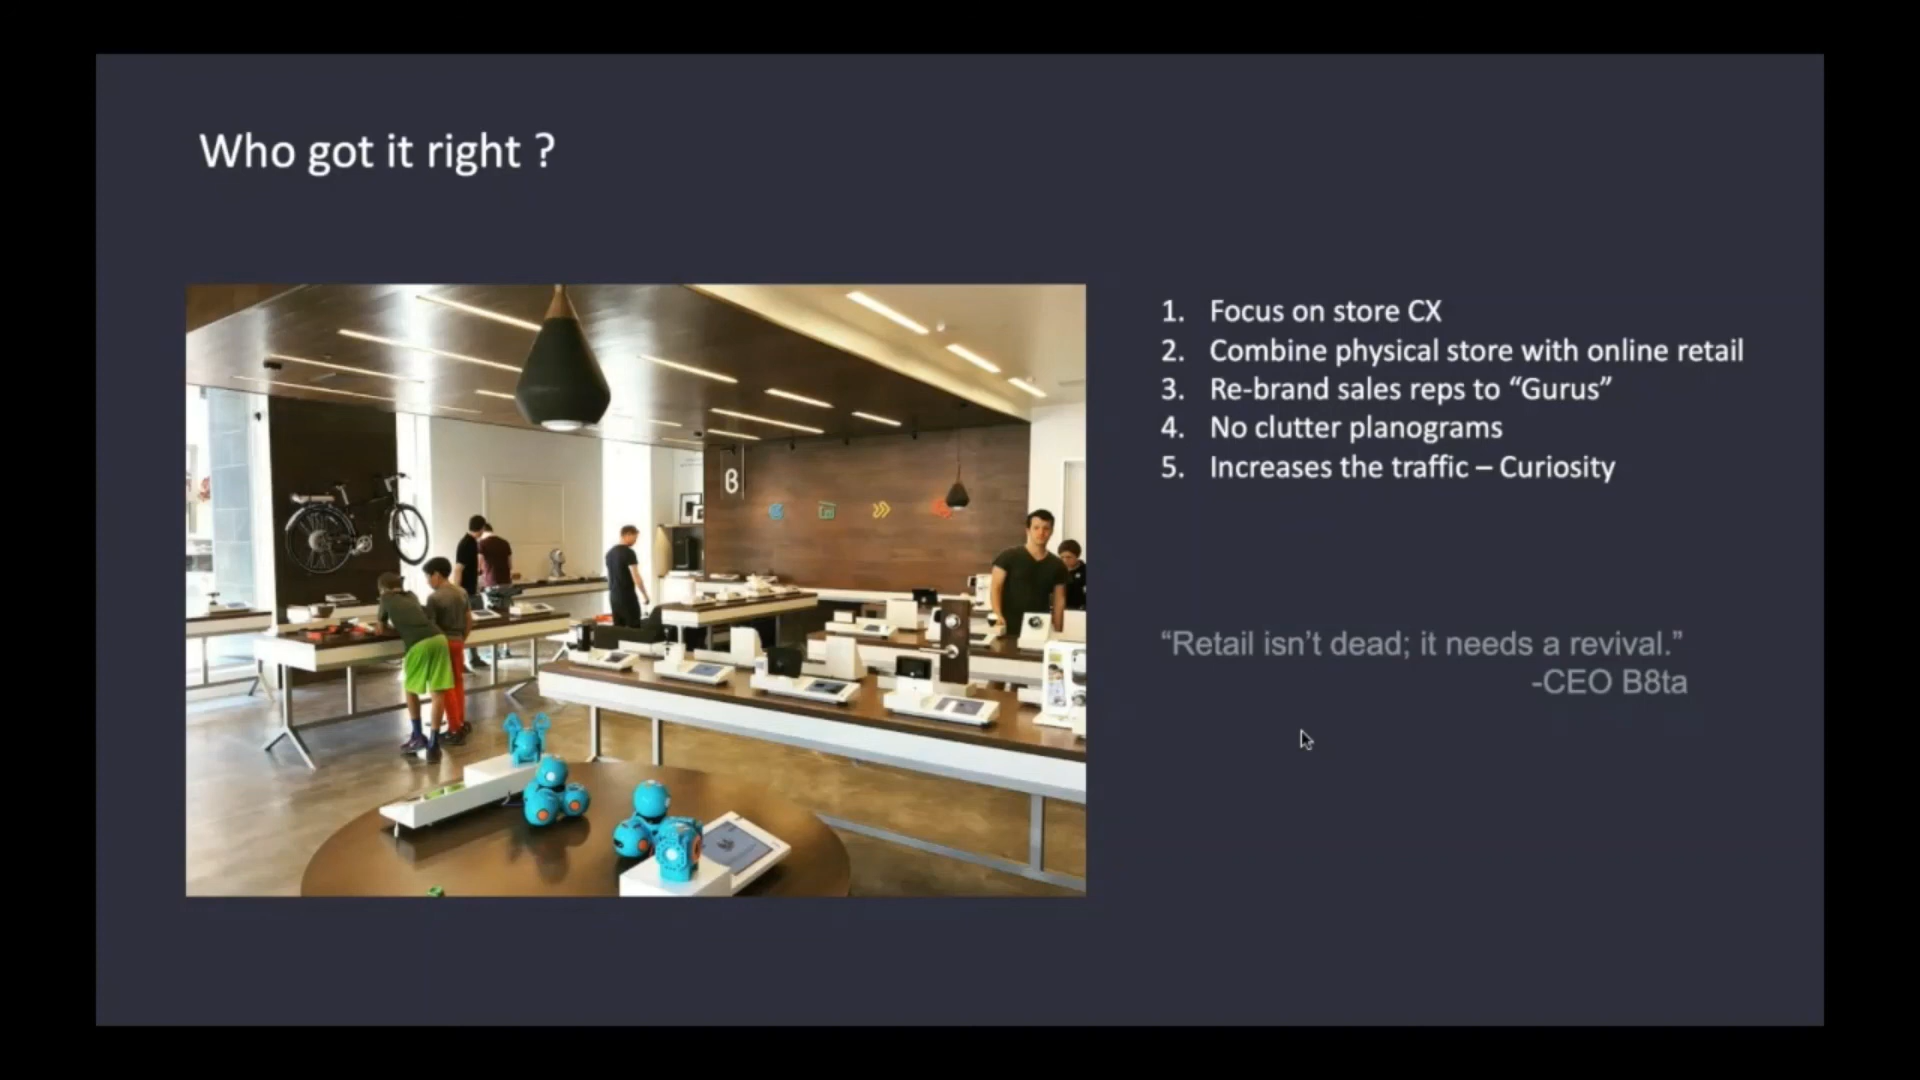 Who got it right ?
1. Focus on store CX
2. Combine physical store with online retail
3. Re-brand sales reps to “Gurus”
4. No clutter planograms
5. Increases the traffic – Curiosity
β
“Retail isn’t dead; it needs a revival.”
-CEO B8ta